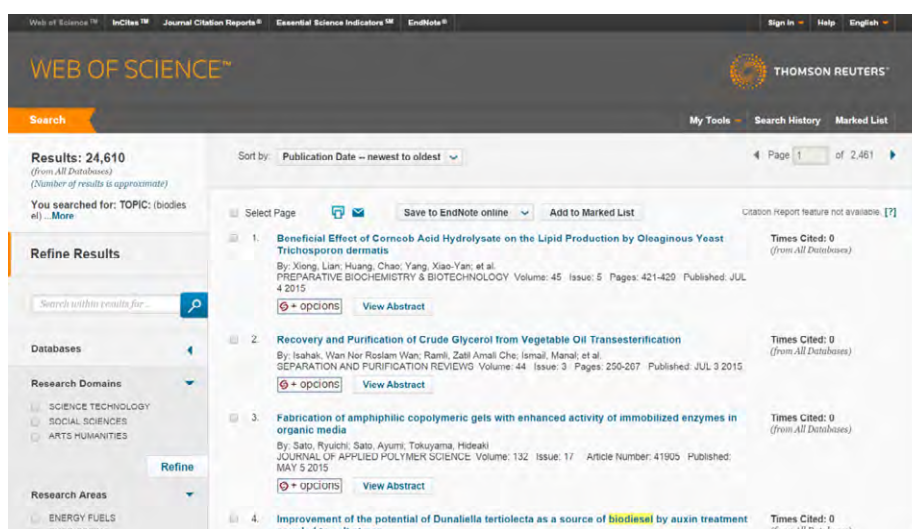 Web of Science™ InCites™ Journal Citation Reports® Essential Science Indicators℠ EndNote® Sign In Help English
WEB OF SCIENCE™
THOMSON REUTERS™
Search My Tools Search History Marked List
Results: 24,610
(from All Databases)
(Number of results is approximate)
You searched for: TOPIC: (biodies
el) ...More
Refine Results
Search within results for...
Databases
Research Domains
SCIENCE TECHNOLOGY
SOCIAL SCIENCES
ARTS HUMANITIES
Refine
Research Areas
ENERGY FUELS
Sort by: Publication Date -- newest to oldest
Page 1 of 2,461
Select Page Save to EndNote online Add to Marked List
Citation Report feature not available. [?]
1. Beneficial Effect of Corncob Acid Hydrolysate on the Lipid Production by Oleaginous Yeast
Trichosporon dermatis
By: Xiong, Lian; Huang, Chao; Yang, Xiao-Yan; et al.
PREPARATIVE BIOCHEMISTRY & BIOTECHNOLOGY Volume: 45 Issue: 5 Pages: 421-429 Published: JUL
4 2015
+ opcions View Abstract
Times Cited: 0
(from All Databases)
2. Recovery and Purification of Crude Glycerol from Vegetable Oil Transesterification
By: Isahak, Wan Nor Roslam Wan; Ramli, Zatil Amali Che; Ismail, Manal; et al.
SEPARATION AND PURIFICATION REVIEWS Volume: 44 Issue: 3 Pages: 250-267 Published: JUL 3 2015
+ opcions View Abstract
Times Cited: 0
(from All Databases)
3. Fabrication of amphiphilic copolymeric gels with enhanced activity of immobilized enzymes in
organic media
By: Sato, Ryuichi; Sato, Ayumi; Tokuyama, Hideaki
JOURNAL OF APPLIED POLYMER SCIENCE Volume: 132 Issue: 17 Article Number: 41905 Published:
MAY 5 2015
+ opcions View Abstract
Times Cited: 0
(from All Databases)
4. Improvement of the potential of Dunaliella tertiolecta as a source of biodiesel by auxin treatment
Times Cited: 0